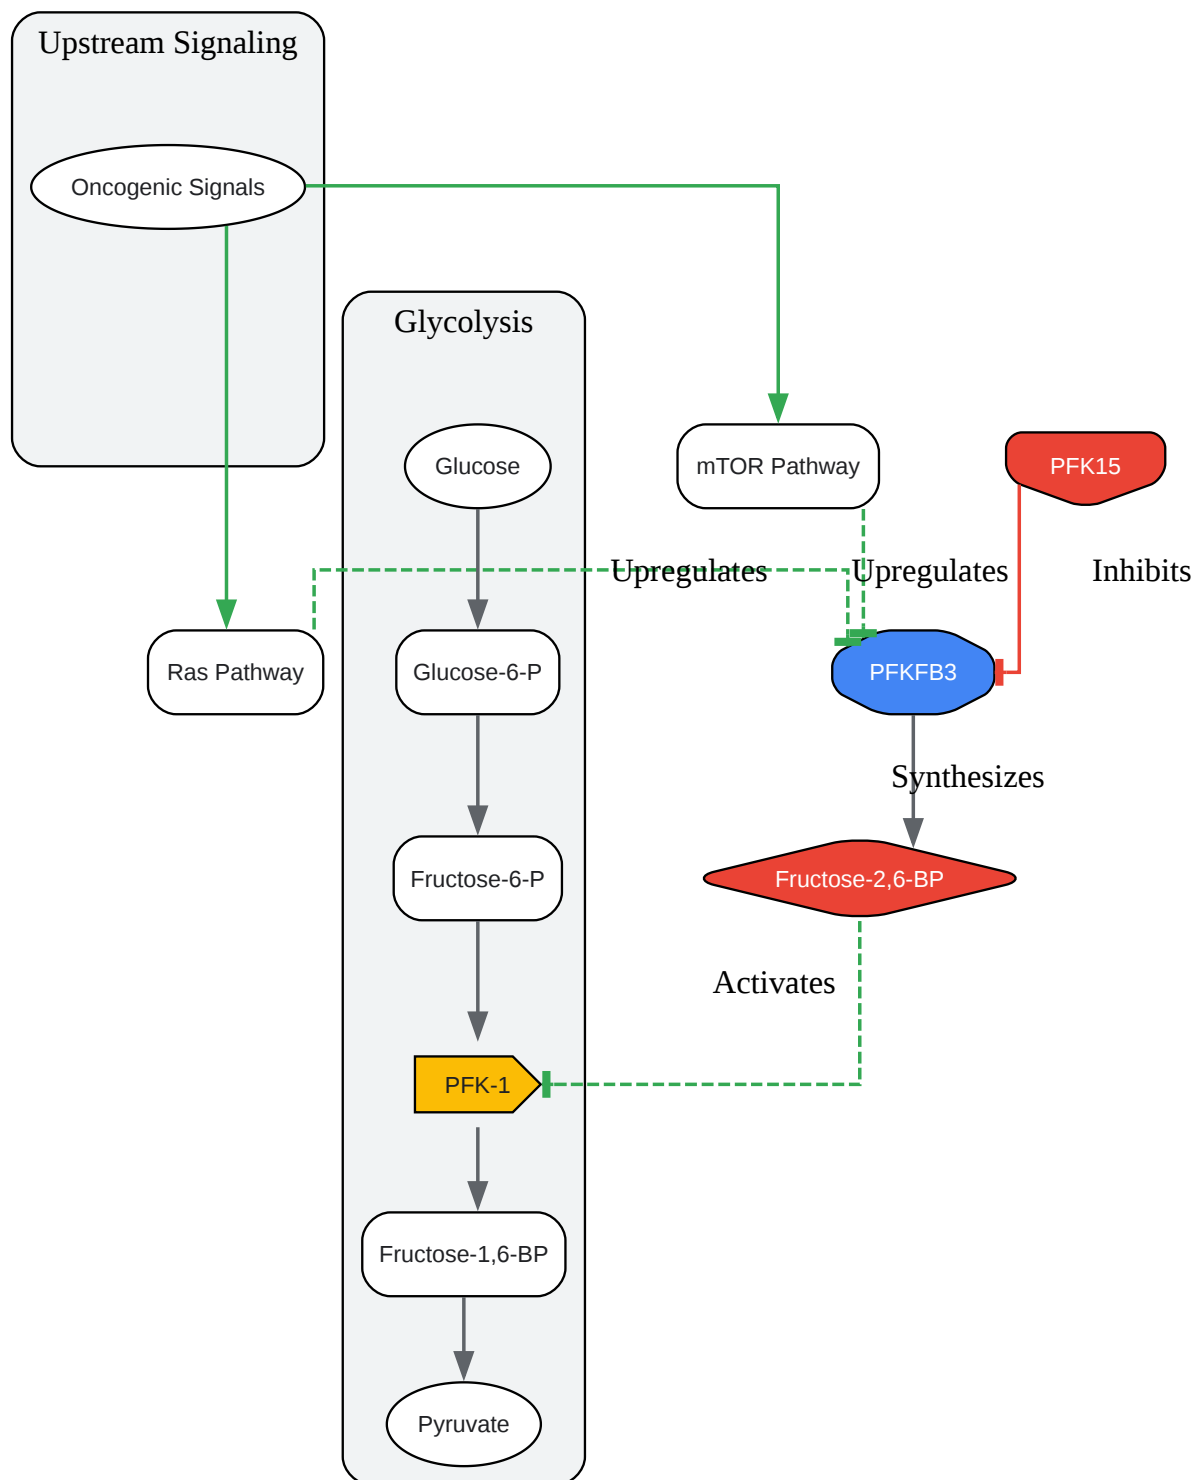 Upstream Signaling
Oncogenic Signals
Glycolysis
Glucose
mTOR Pathway
PFK15
Upregulates
Upregulates
Inhibits
Ras Pathway
Glucose-6-P
PFKFB3
Synthesizes
Fructose-6-P
Fructose-2,6-BP
Activates
PFK-1
Fructose-1,6-BP
Pyruvate